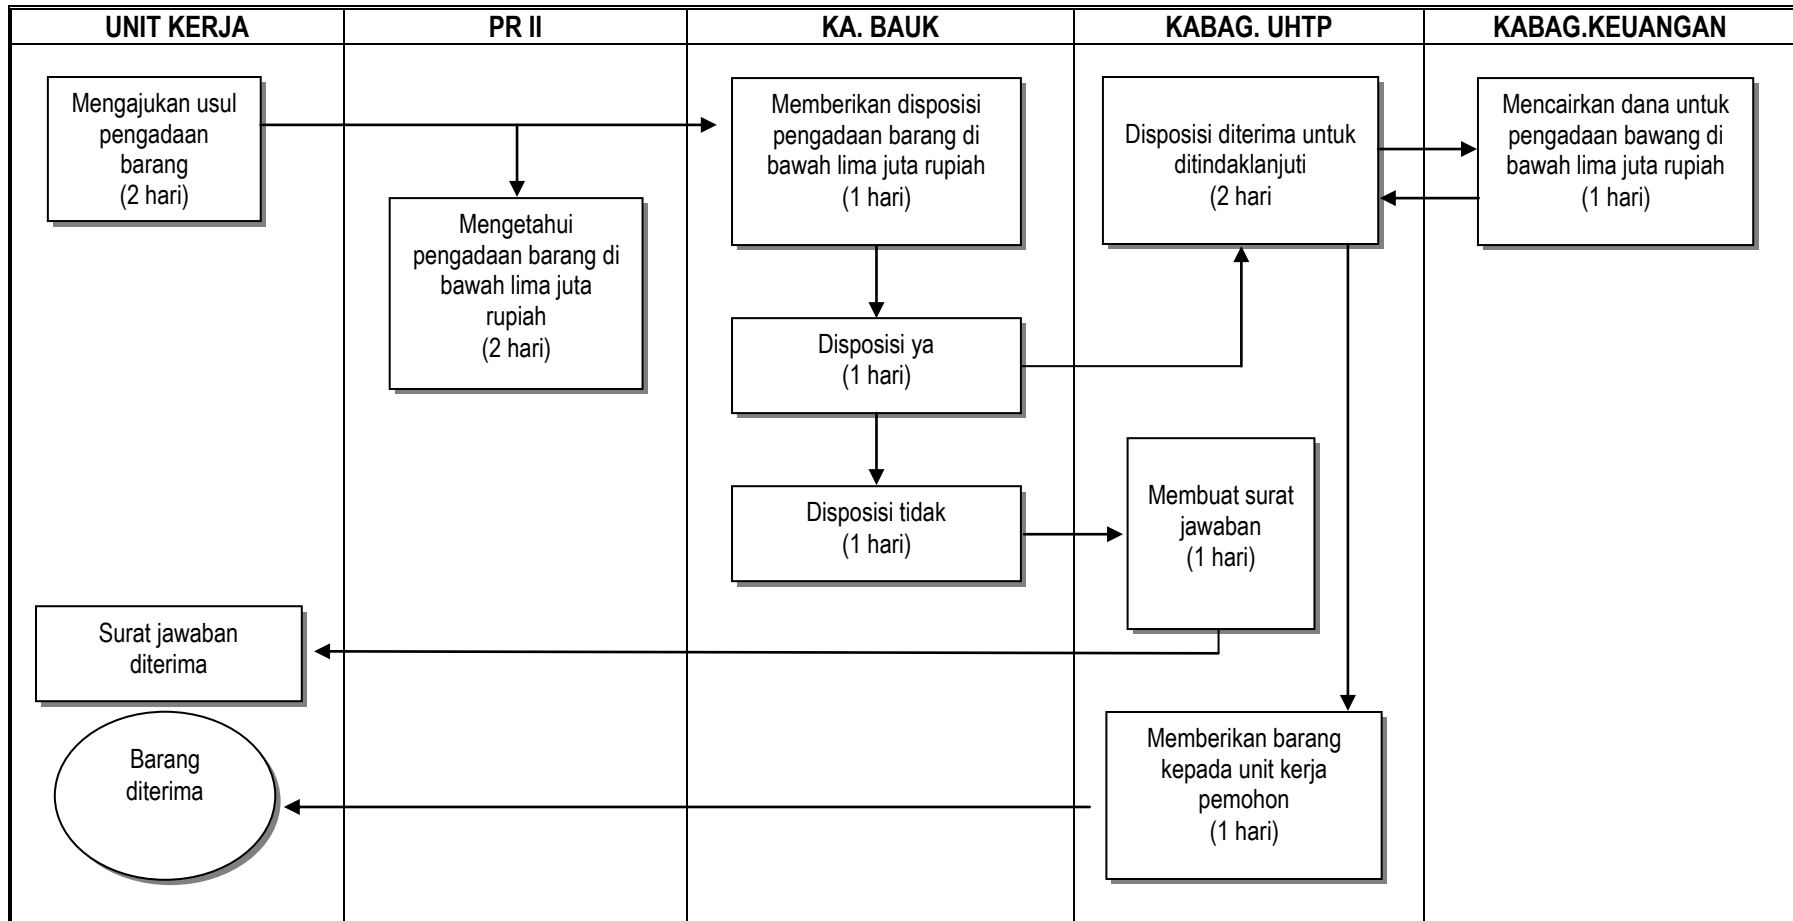 UNIT KERJA
PR II
KA. BAUK
KABAG. UHTP
KABAG.KEUANGAN
Mengajukan usul
pengadaan
barang
(2 hari)
Mengetahui
pengadaan barang di
bawah lima juta
rupiah
(2 hari)
Memberikan disposisi
pengadaan barang di
bawah lima juta rupiah
(1 hari)
Disposisi diterima untuk
ditindaklanjuti
(2 hari
Mencairkan dana untuk
pengadaan bawang di
bawah lima juta rupiah
(1 hari)
Disposisi ya
(1 hari)
Disposisi tidak
(1 hari)
Membuat surat
jawaban
(1 hari)
Surat jawaban
diterima
Barang
diterima
Memberikan barang
kepada unit kerja
pemohon
(1 hari)